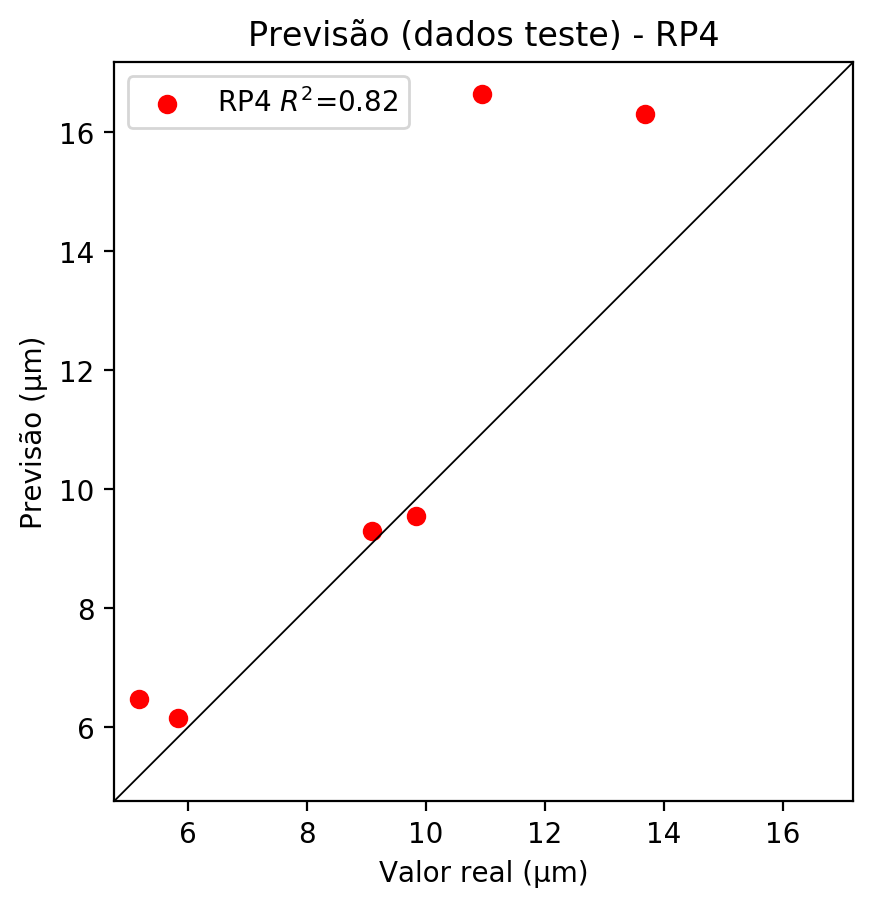 Previsão (dados teste) - RP4
RP4 R²=0.82
16
14
12
10
8
6
Previsão (μm)
6 8 10 12 14 16
Valor real (μm)